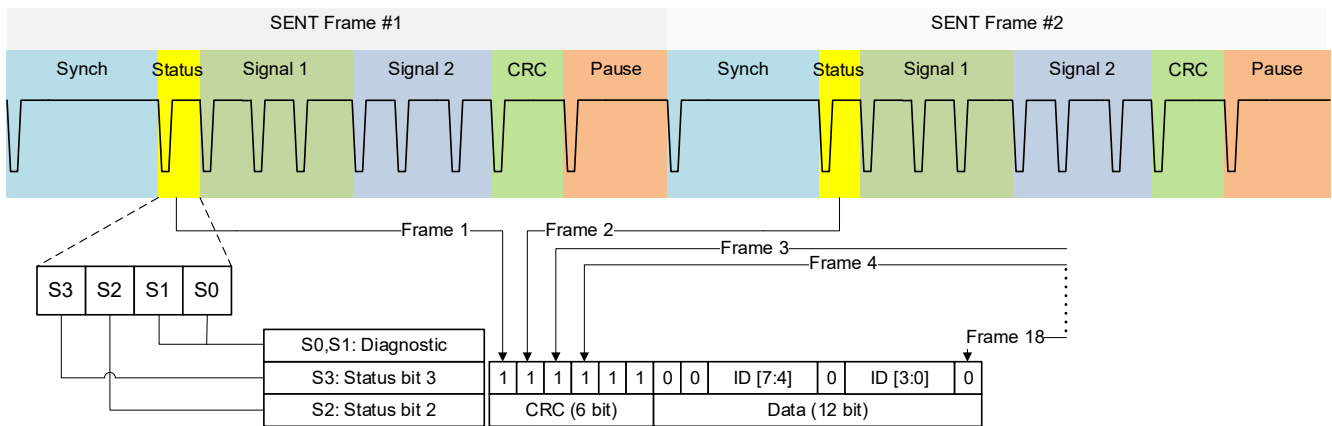 SENT Frame #1 SENT Frame #2
Synch Status Signal 1 Signal 2 CRC Pause Synch Status Signal 1 Signal 2 CRC Pause
Frame 1 Frame 2
Frame 3
Frame 4
S3 S2 S1 S0
Frame 18
S0,S1: Diagnostic
S3: Status bit 3 1 1 1 1 1 1 0 0 ID [7:4] 0 ID [3:0] 0
S2: Status bit 2 CRC (6 bit) Data (12 bit)